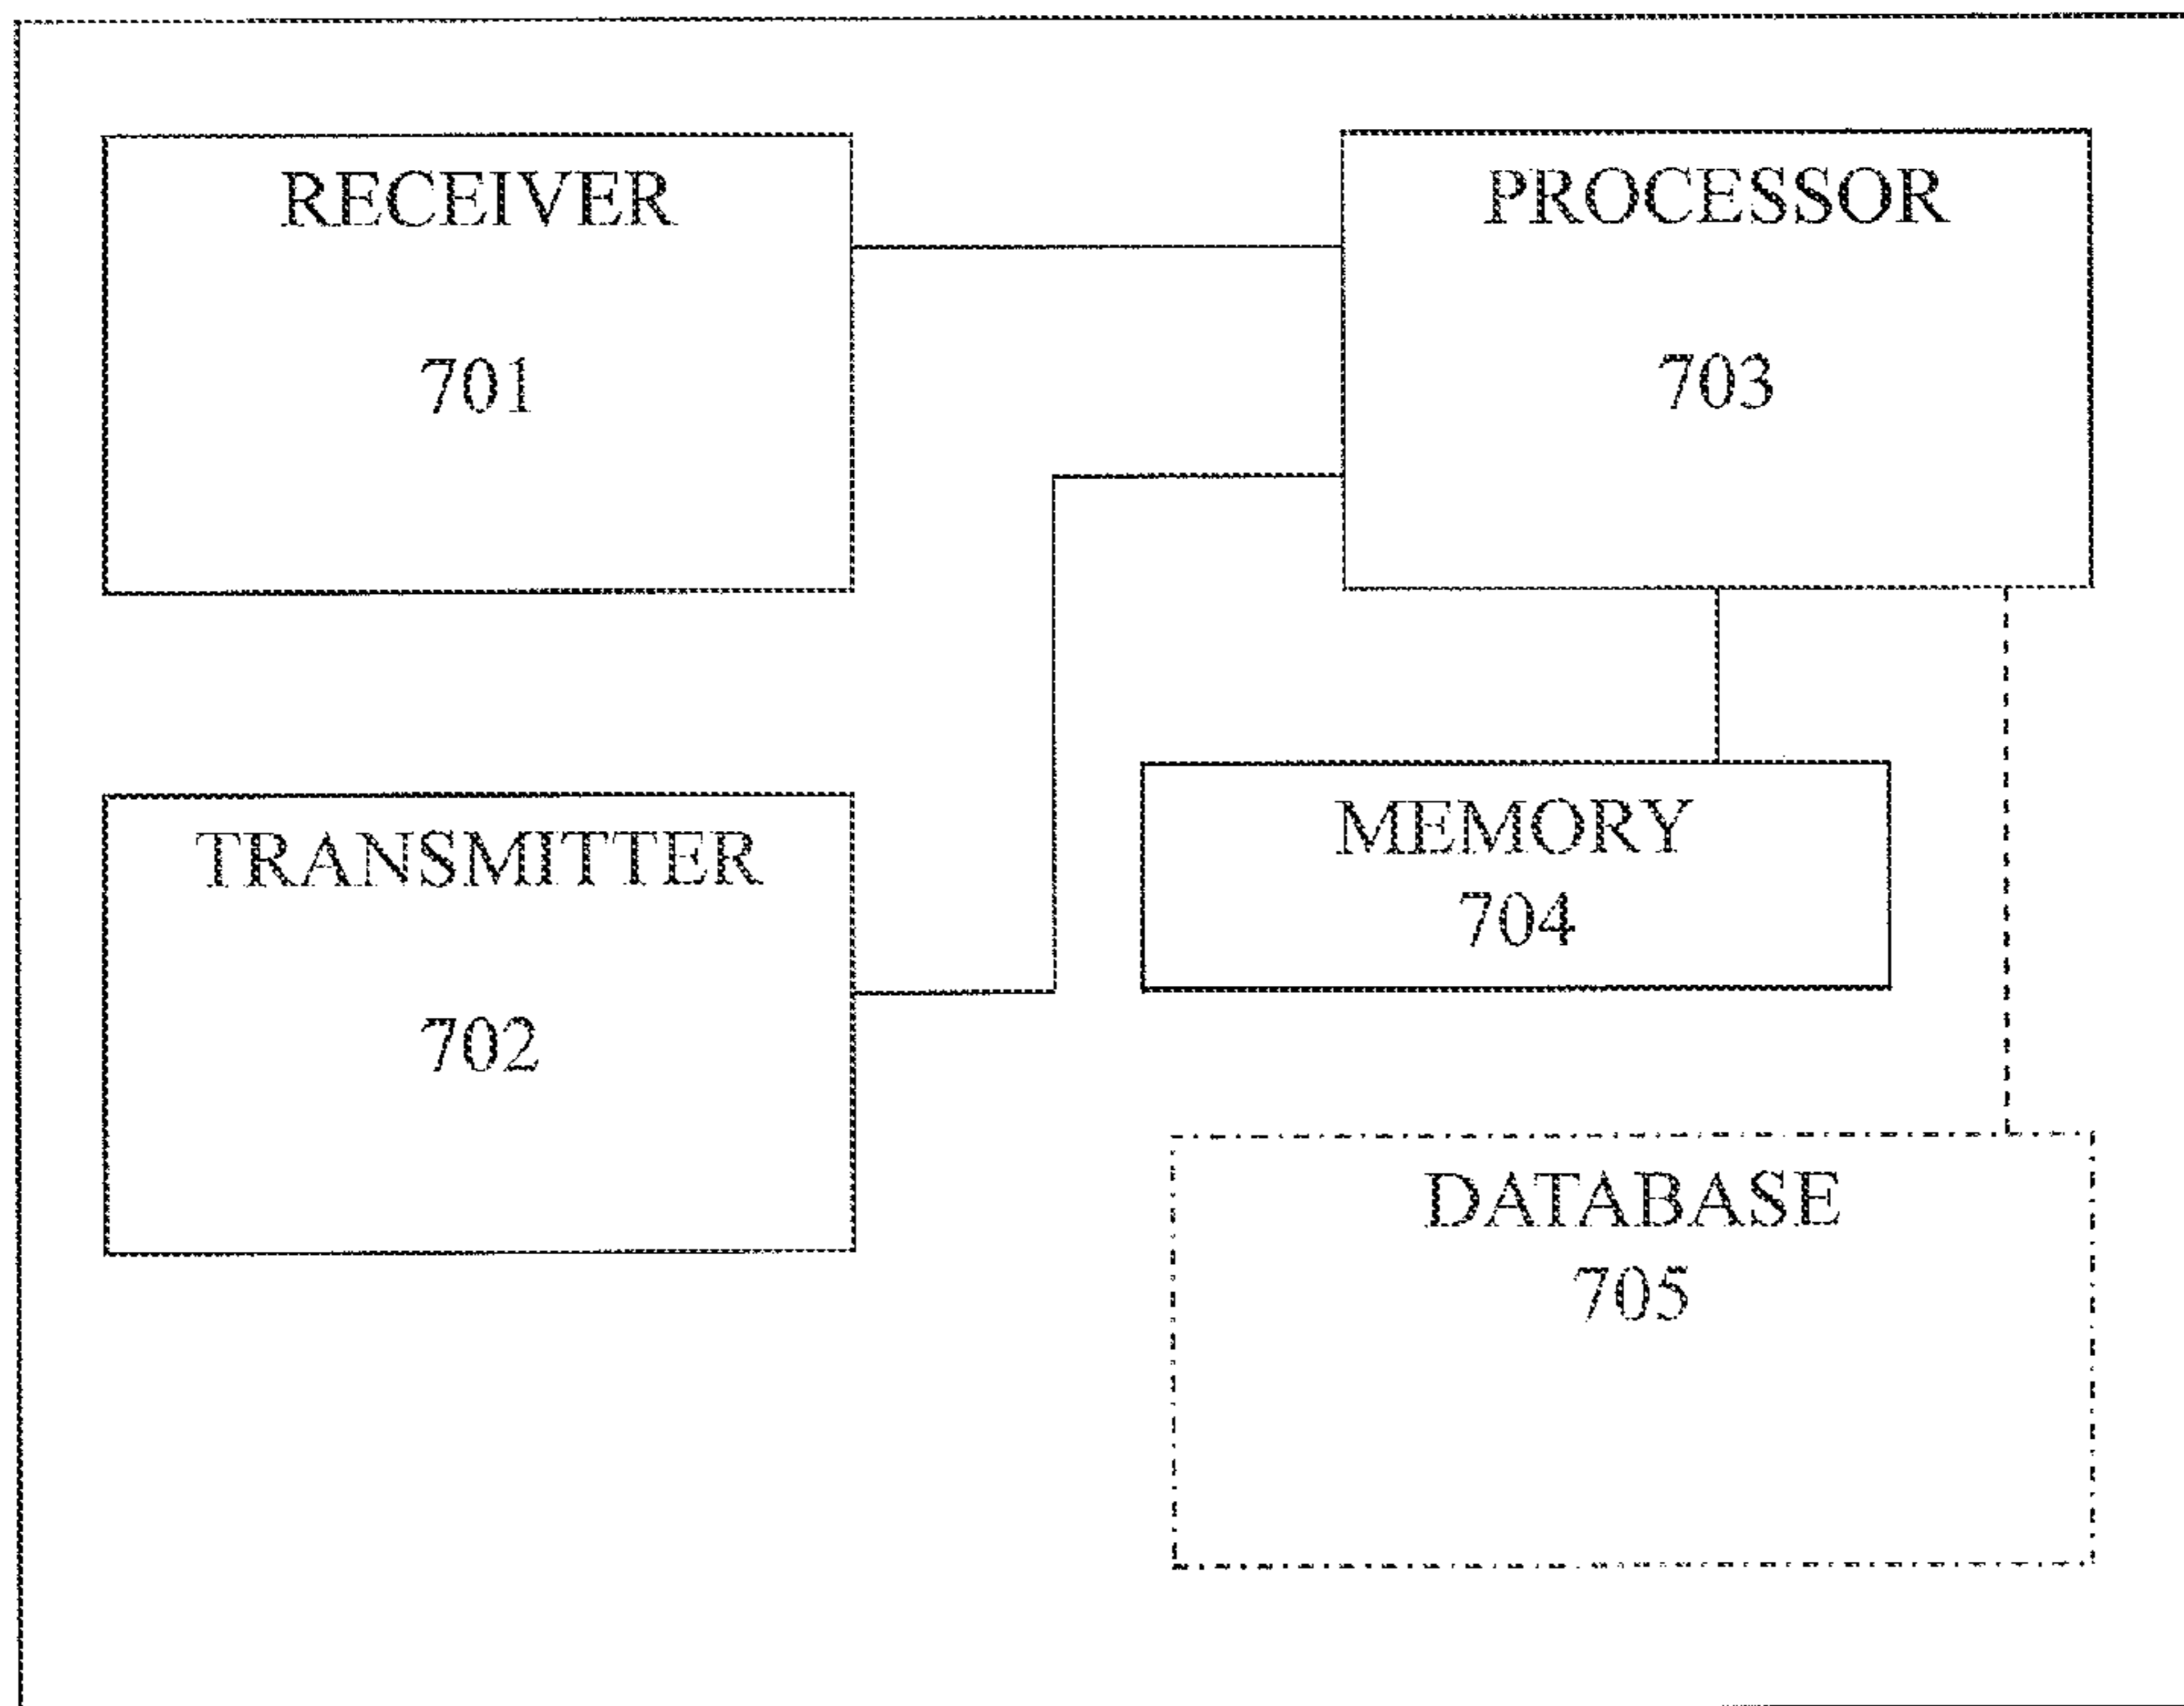 RECEIVER
701
PROCESSOR
703
TRANSMITTER
702
MEMORY
704
DATABASE
705